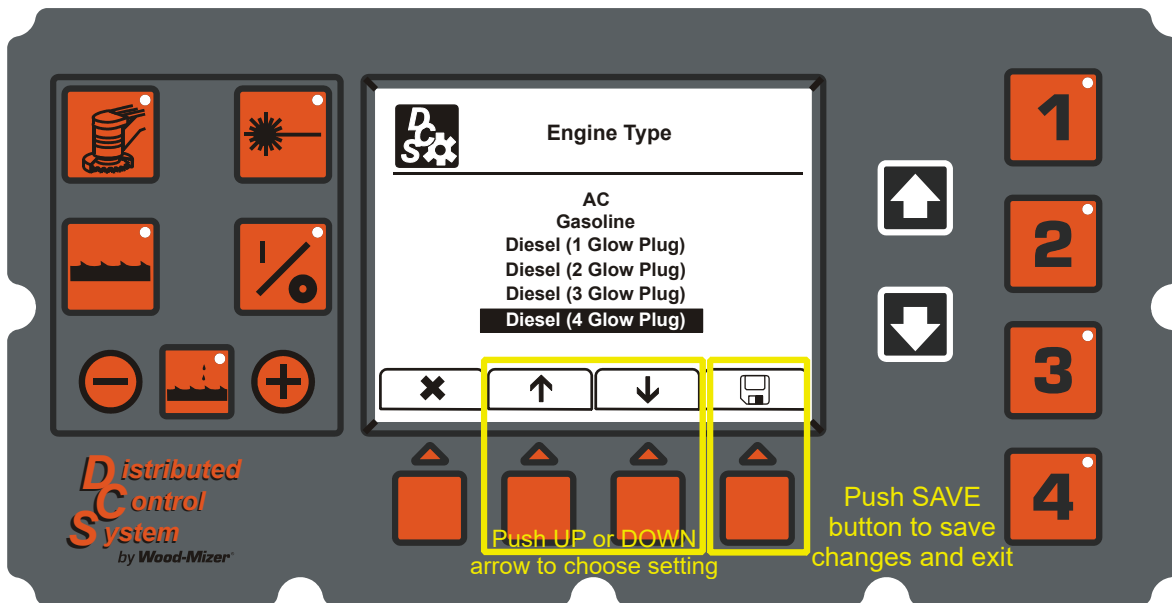 DCS
Engine Type
AC
Gasoline
Diesel (1 Glow Plug)
Diesel (2 Glow Plug)
Diesel (3 Glow Plug)
Diesel (4 Glow Plug)
1
2
3
4
Distributed
Control
System
by Wood-Mizer®
Push UP or DOWN
arrow to choose setting
Push SAVE
button to save
changes and exit